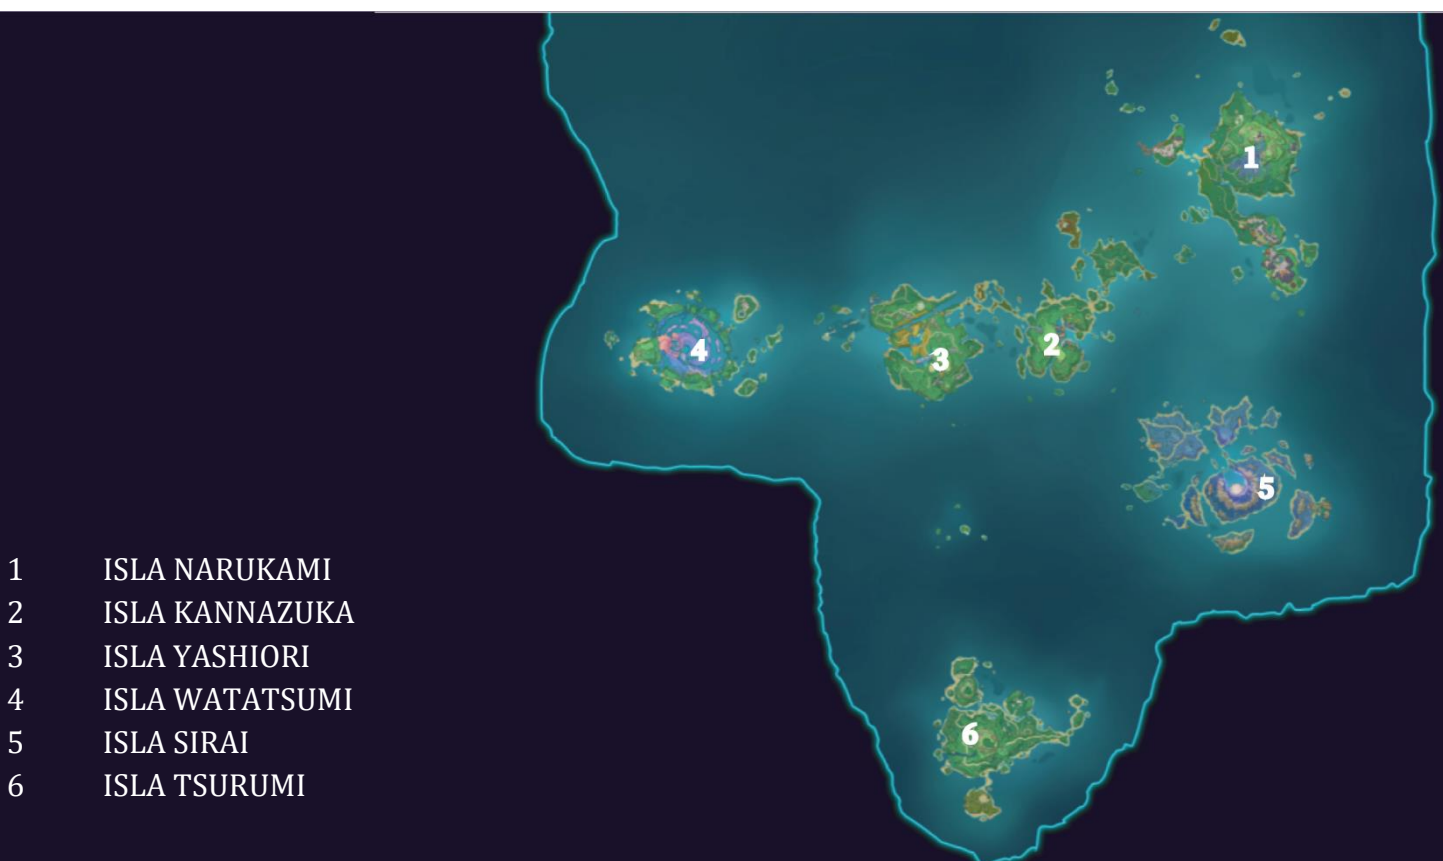 1
4
3
2
5
6
1 ISLA NARUKAMI
2 ISLA KANNAZUKA
3 ISLA YASHIORI
4 ISLA WATATSUMI
5 ISLA SIRAI
6 ISLA TSURUMI